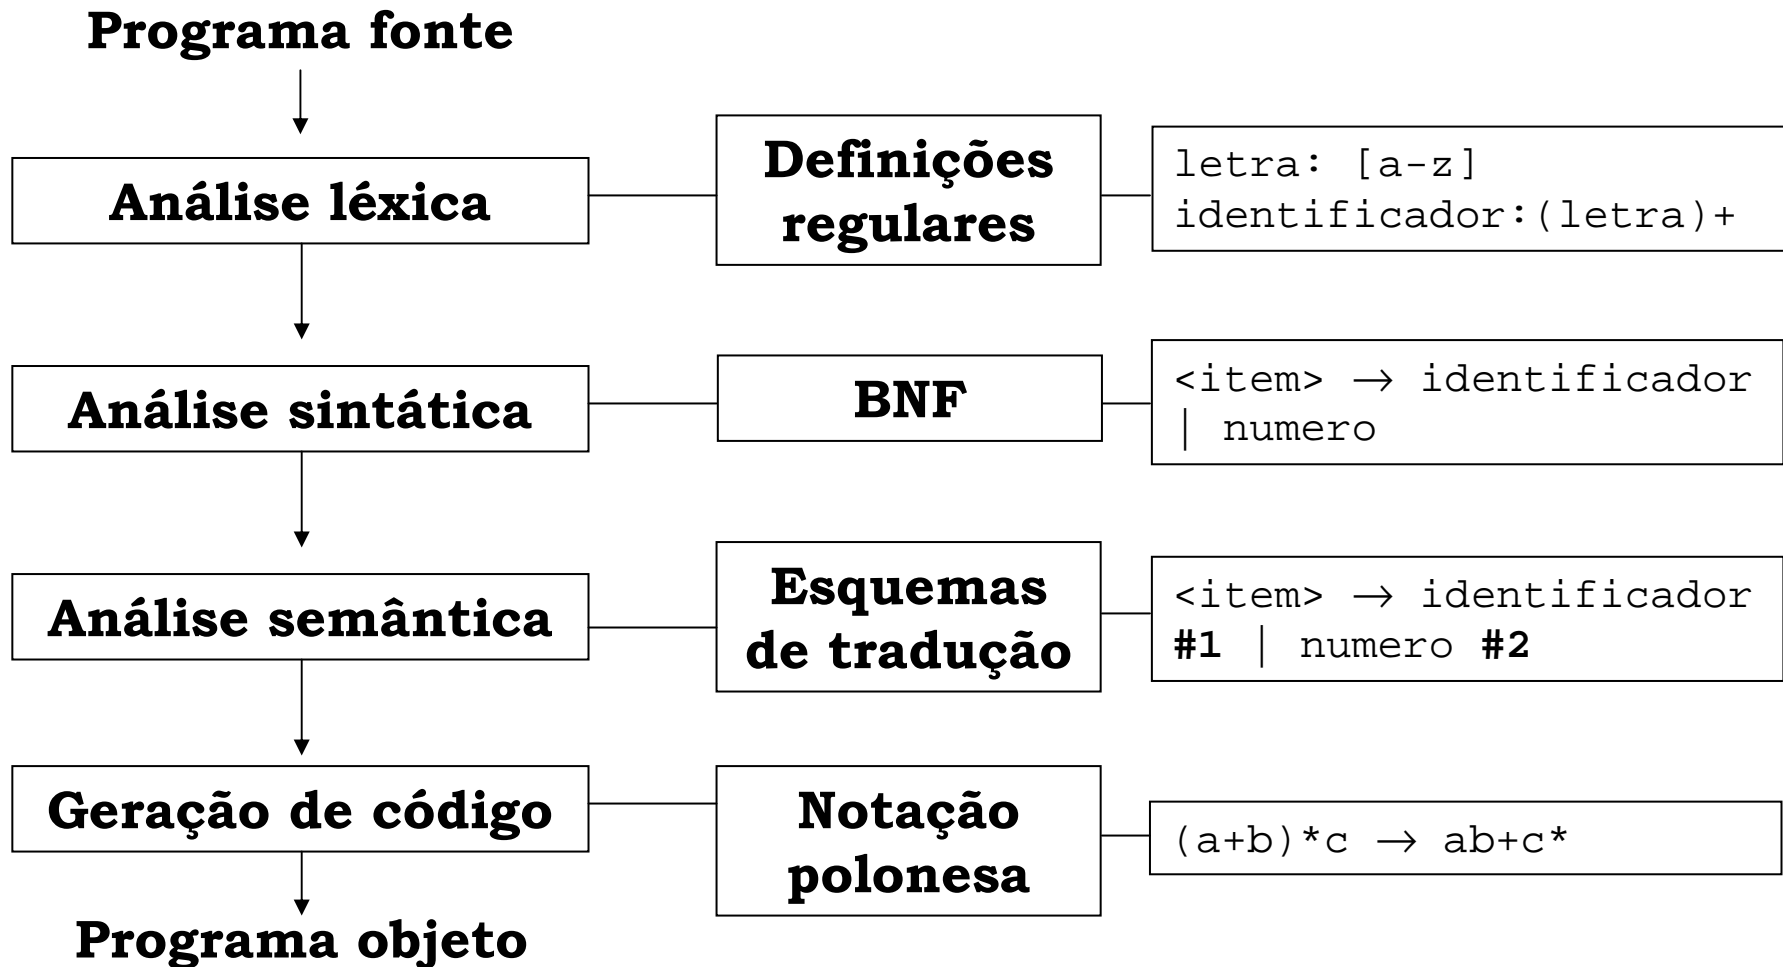 Programa fonte
Análise léxica
Definições
regulares
letra: [a-z]
identificador:(letra)+
Análise sintática
BNF
<item> → identificador
| numero
Análise semântica
Esquemas
de tradução
<item> → identificador
#1 | numero #2
Geração de código
Notação
polonesa
(a+b)*c → ab+c*
Programa objeto